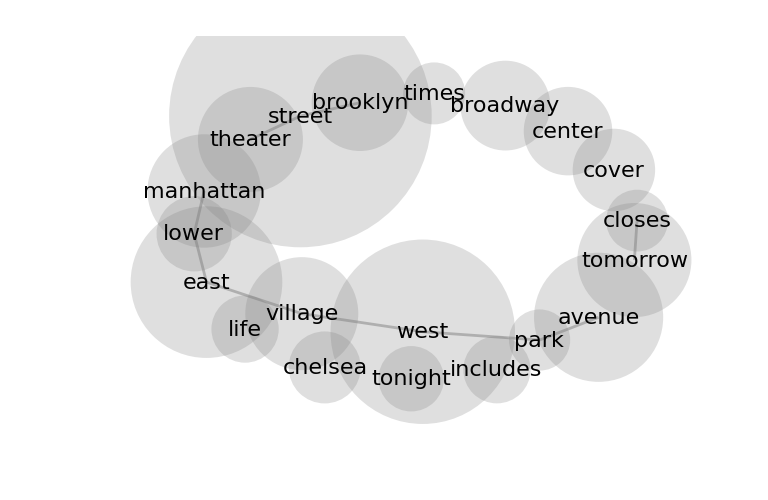 times
brooklyn
broadway
street
center
theater
cover
manhattan
closes
lower
tomorrow
east
village
avenue
life
west
park
chelsea
includes
tonight